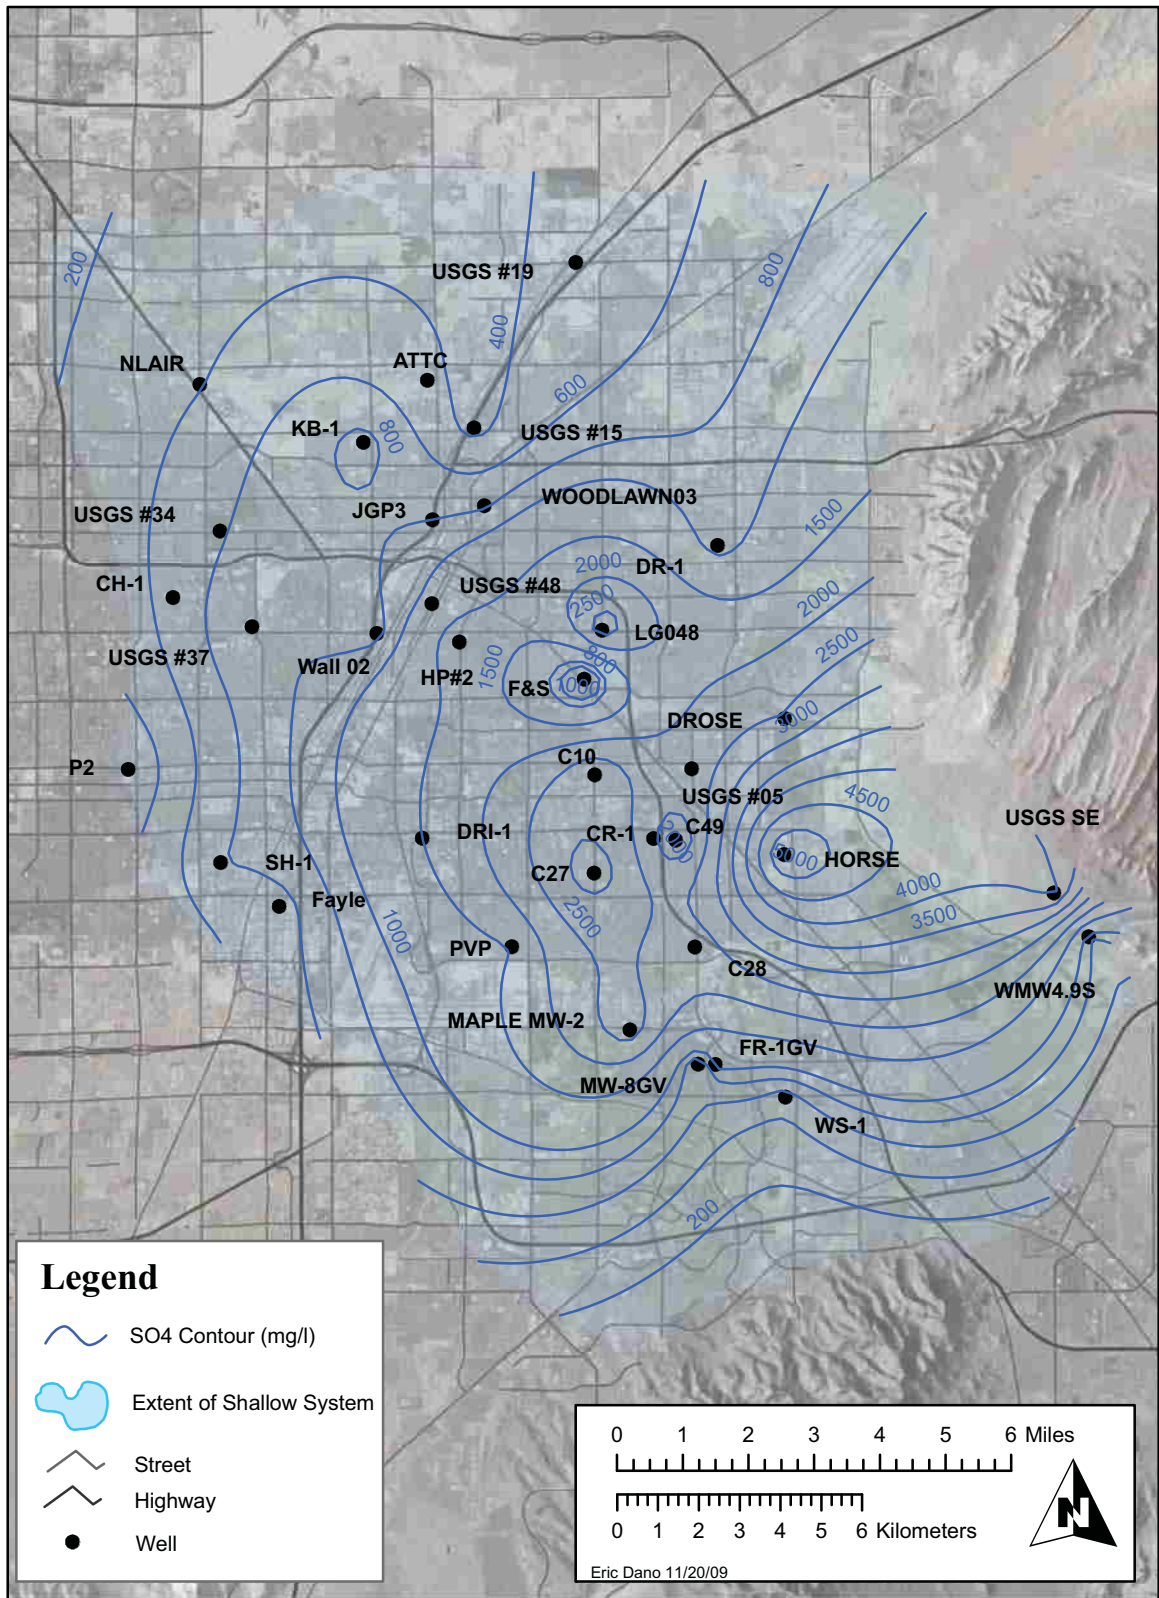 USGS #19
200
800
400
NLAIR
ATTC
600
KB-1
800
USGS #15
WOODLAWN03
JGP3
USGS #34
1500
2000
DR-1
CH-1
USGS #48
2500
2000
LG048
2500
USGS #37
Wall 02
HP#2
1500
800
F&S
1000
DROSE
3000
C10
P2
USGS #05
4500
USGS SE
DRI-1
CR-1
C49
5000
HORSE
SH-1
C27
4000
Fayle
2500
3500
1000
PVP
C28
WMW4.9S
MAPLE MW-2
FR-1GV
MW-8GV
WS-1
200
Legend
SO4 Contour (mg/l)
Extent of Shallow System
Street
Highway
Well
0 1 2 3 4 5 6 Miles
0 1 2 3 4 5 6 Kilometers
N
Eric Dano 11/20/09